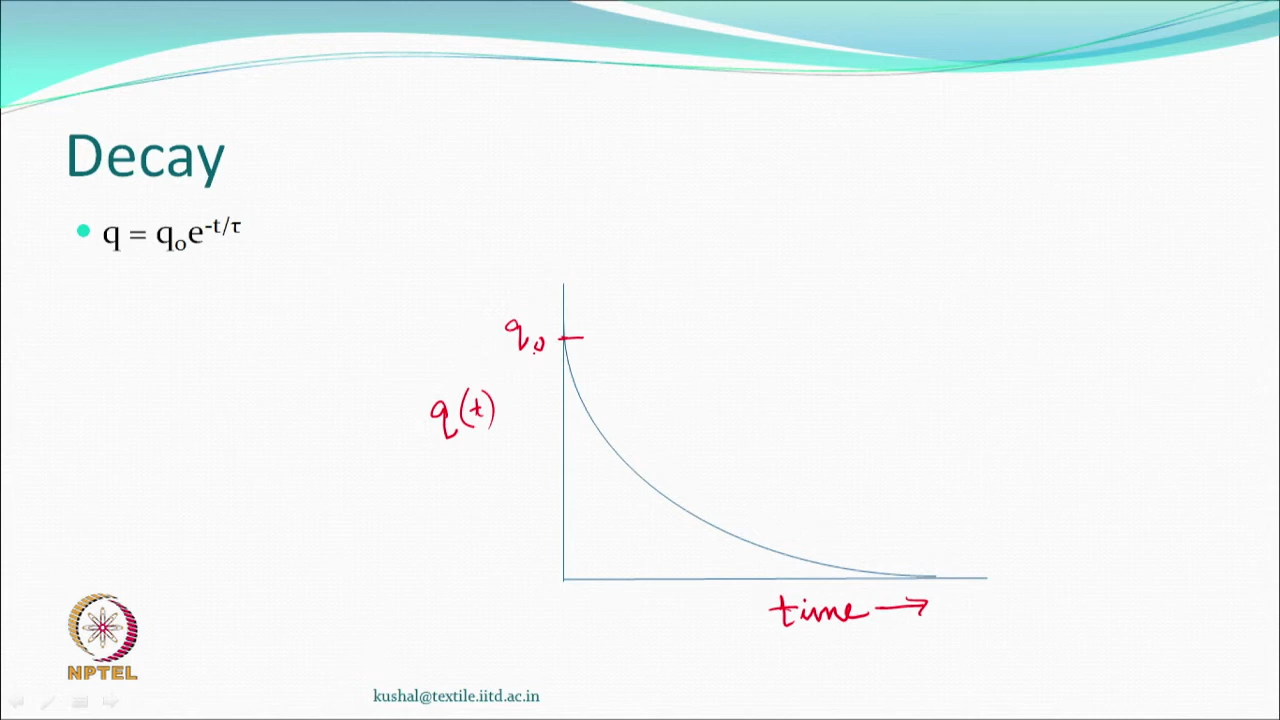 Decay
q = q₀e^-t/τ
q₀
q(t)
time →
NPTEL
kushal@textile.iitd.ac.in